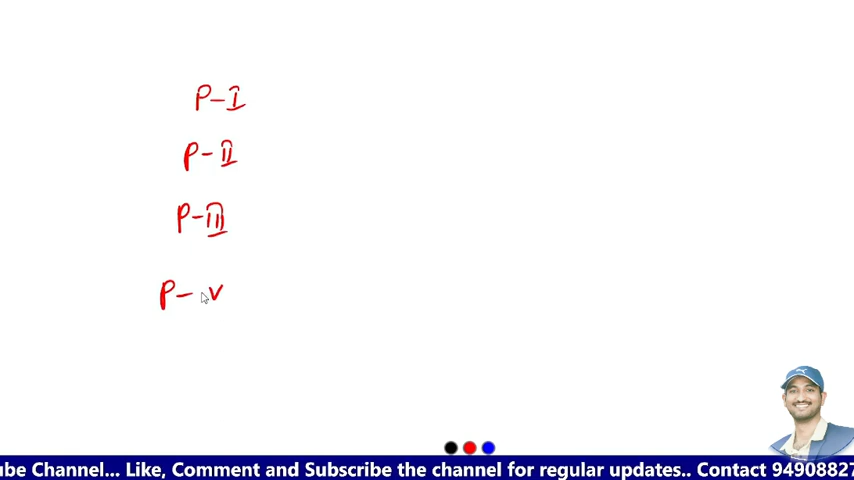 P-I
P-II
P-III
P- V
ube Channel... Like, Comment and Subscribe the channel for regular updates.. Contact 94908827